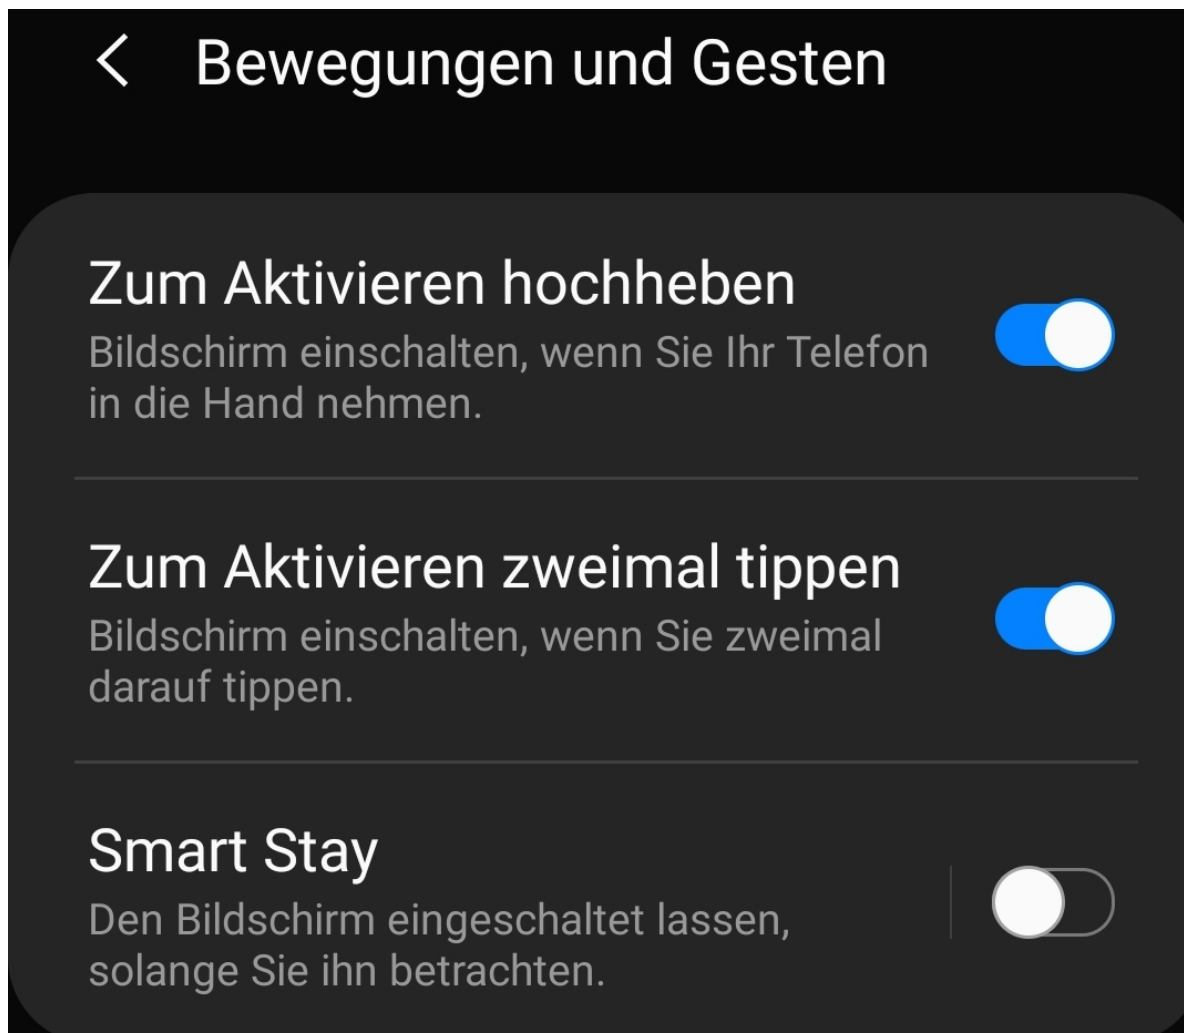 Bewegungen und Gesten
Zum Aktivieren hochheben
Bildschirm einschalten, wenn Sie Ihr Telefon
in die Hand nehmen.
Zum Aktivieren zweimal tippen
Bildschirm einschalten, wenn Sie zweimal
darauf tippen.
Smart Stay
Den Bildschirm eingeschaltet lassen,
solange Sie ihn betrachten.